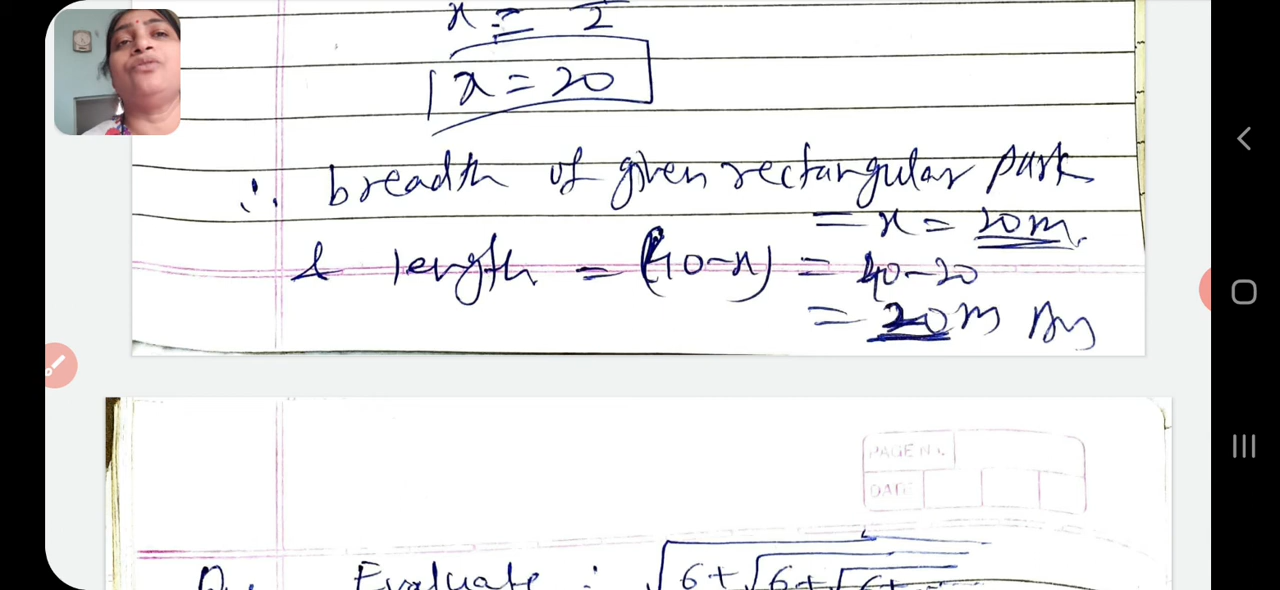 x =
x = 20
∴ breadth of given rectangular park
= x = 20m.
& length = (40-x) = 40-20
= 20m Ans
PAGE No.
DATE
Q. Evaluate : √6+√6+√6+...